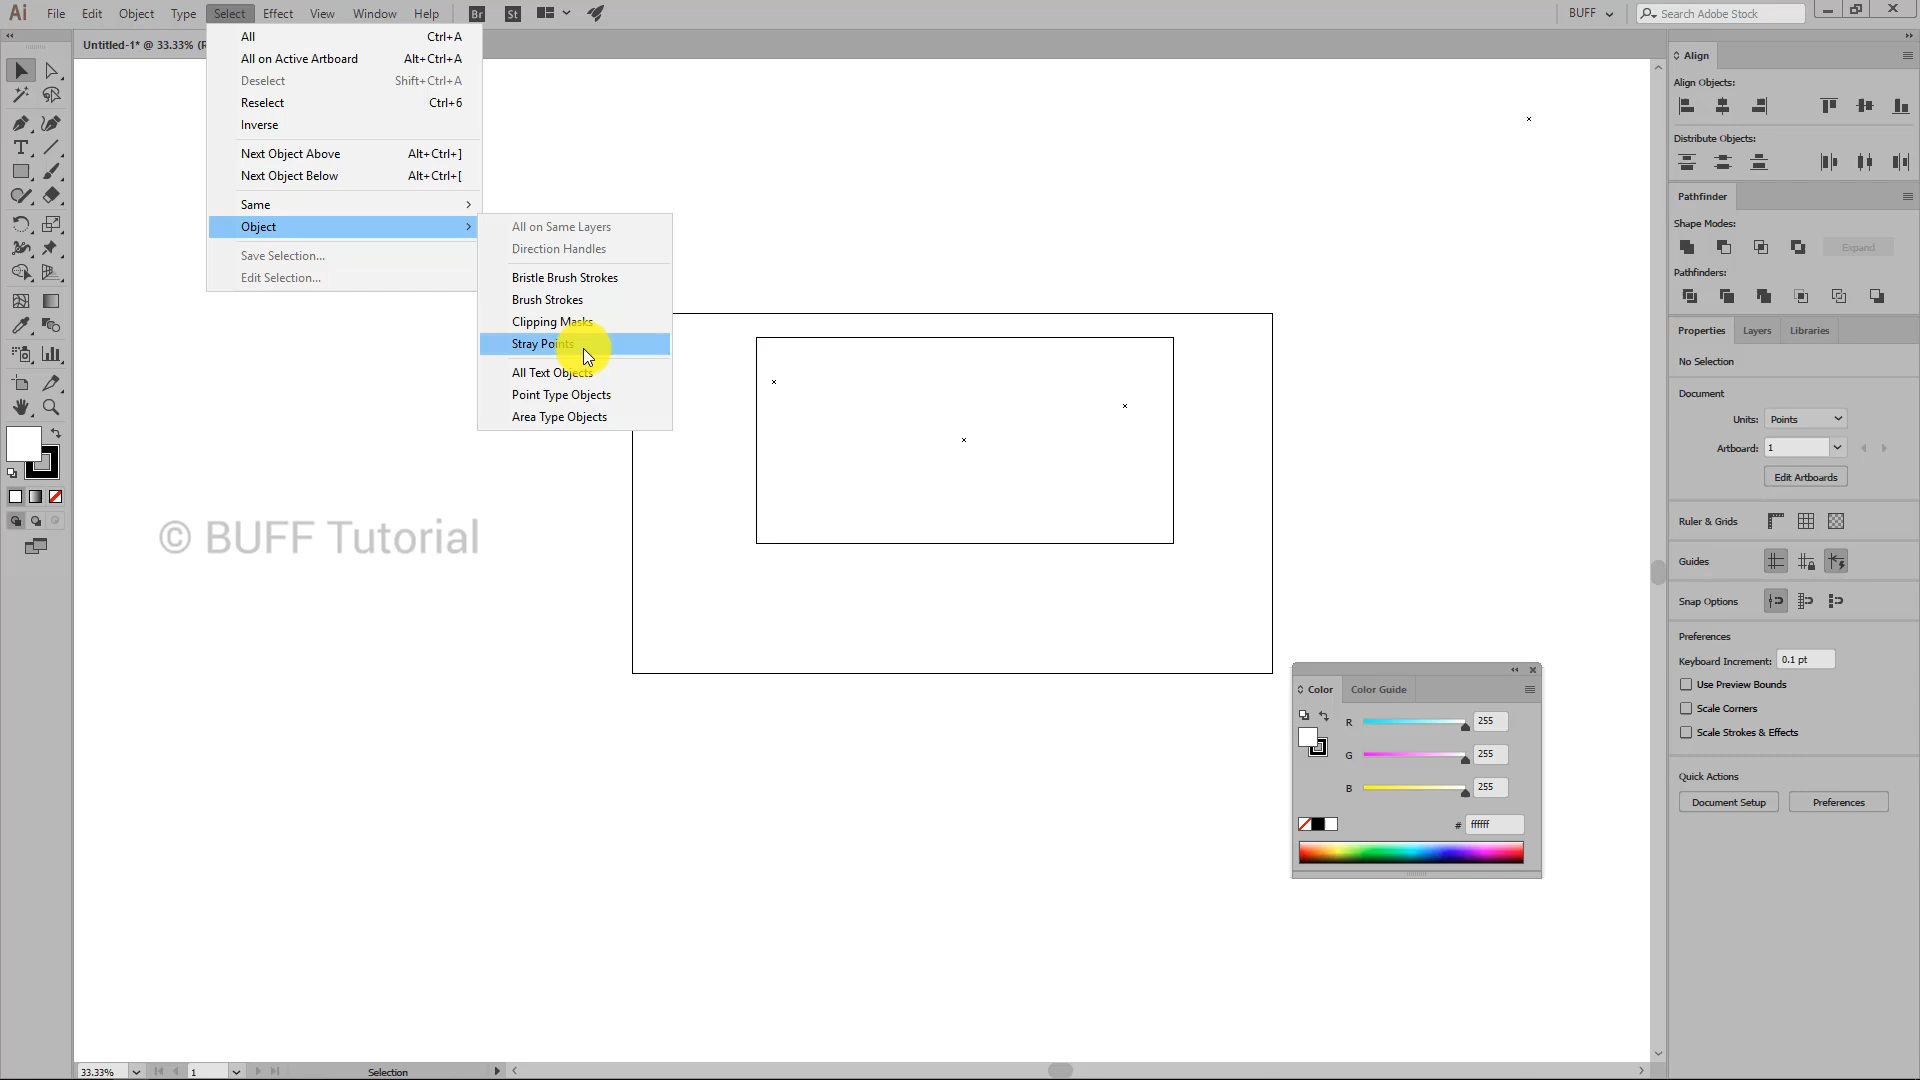 Ai File Edit Object Type Select Effect View Window Help Br St BUFF Search Adobe Stock
Untitled-1* @ 33.33% (R
All Ctrl+A
All on Active Artboard Alt+Ctrl+A
Deselect Shift+Ctrl+A
Reselect Ctrl+6
Inverse
Next Object Above Alt+Ctrl+]
Next Object Below Alt+Ctrl+[
Same
Object
Save Selection...
Edit Selection...
All on Same Layers
Direction Handles
Bristle Brush Strokes
Brush Strokes
Clipping Masks
Stray Points
All Text Objects
Point Type Objects
Area Type Objects
© BUFF Tutorial
Align
Align Objects:
Distribute Objects:
Pathfinder
Shape Modes:
Expand
Pathfinders:
Properties Layers Libraries
No Selection
Document
Units: Points
Artboard: 1
Edit Artboards
Ruler & Grids
Guides
Snap Options
Preferences
Keyboard Increment: 0.1 pt
Use Preview Bounds
Scale Corners
Scale Strokes & Effects
Quick Actions
Document Setup Preferences
Color Color Guide
R 255
G 255
B 255
# ffffff
33.33% 1 Selection